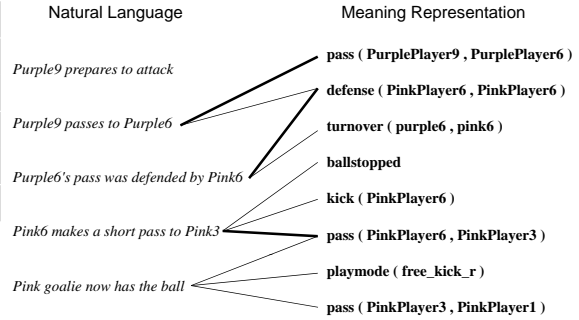 Natural Language
Meaning Representation
Purple9 prepares to attack
Purple9 passes to Purple6
Purple6's pass was defended by Pink6
Pink6 makes a short pass to Pink3
Pink goalie now has the ball
pass ( PurplePlayer9 , PurplePlayer6 )
defense ( PinkPlayer6 , PinkPlayer6 )
turnover ( purple6 , pink6 )
ballstopped
kick ( PinkPlayer6 )
pass ( PinkPlayer6 , PinkPlayer3 )
playmode ( free_kick_r )
pass ( PinkPlayer3 , PinkPlayer1 )